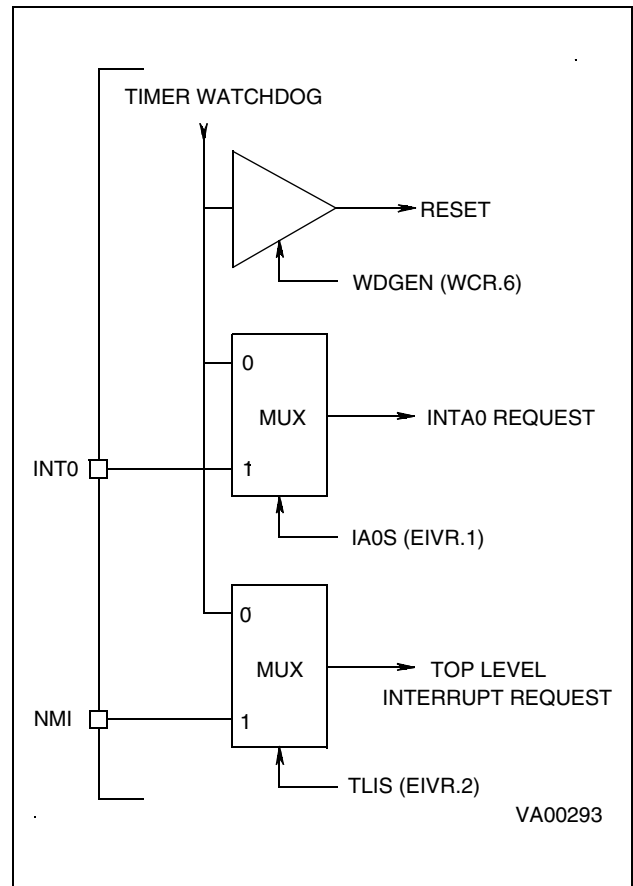 TIMER WATCHDOG
RESET
WDGEN (WCR.6)
0
MUX
INTA0 REQUEST
INT0
1
IA0S (EIVR.1)
0
MUX
TOP LEVEL
INTERRUPT REQUEST
NMI
1
TLIS (EIVR.2)
VA00293